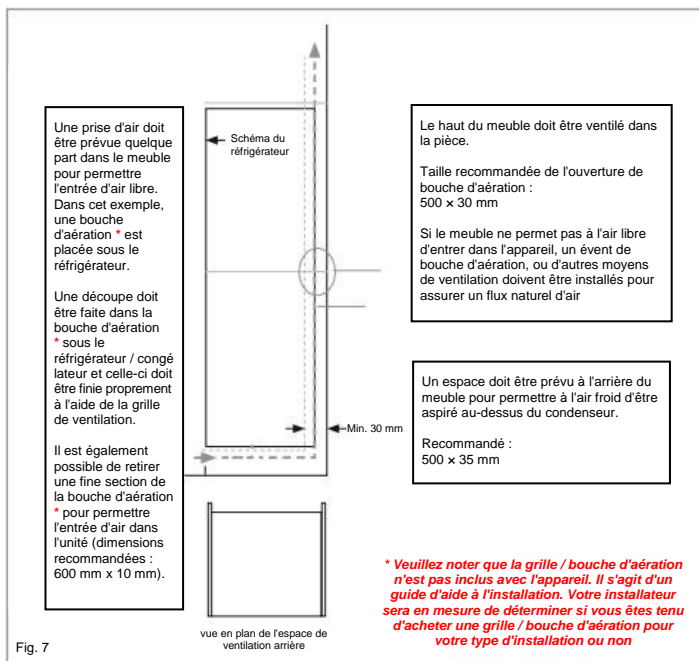 Une prise d'air doit
être prévue quelque
part dans le meuble
pour permettre
l'entrée d'air libre.
Dans cet exemple,
une bouche
d'aération * est
placée sous le
réfrigérateur.
Une découpe doit
être faite dans la
bouche d'aération
* sous le
réfrigérateur / congé
lateur et celle-ci doit
être finie proprement
à l'aide de la grille
de ventilation.
Il est également
possible de retirer
une fine section de
la bouche d'aération
* pour permettre
l'entrée d'air dans
l'unité (dimensions
recommandées :
600 mm x 10 mm).
Schéma du
réfrigérateur
Min. 30 mm
Le haut du meuble doit être ventilé dans
la pièce.
Taille recommandée de l'ouverture de
bouche d'aération :
500 × 30 mm
Si le meuble ne permet pas à l'air libre
d'entrer dans l'appareil, un évent de
bouche d'aération, ou d'autres moyens
de ventilation doivent être installés pour
assurer un flux naturel d'air
Un espace doit être prévu à l'arrière du
meuble pour permettre à l'air froid d'être
aspiré au-dessus du condenseur.
Recommandé :
500 × 35 mm
* Veuillez noter que la grille / bouche d'aération
n'est pas inclus avec l'appareil. Il s'agit d'un
guide d'aide à l'installation. Votre installateur
sera en mesure de déterminer si vous êtes tenu
d'acheter une grille / bouche d'aération pour
votre type d'installation ou non
vue en plan de l'espace de
ventilation arrière
Fig. 7